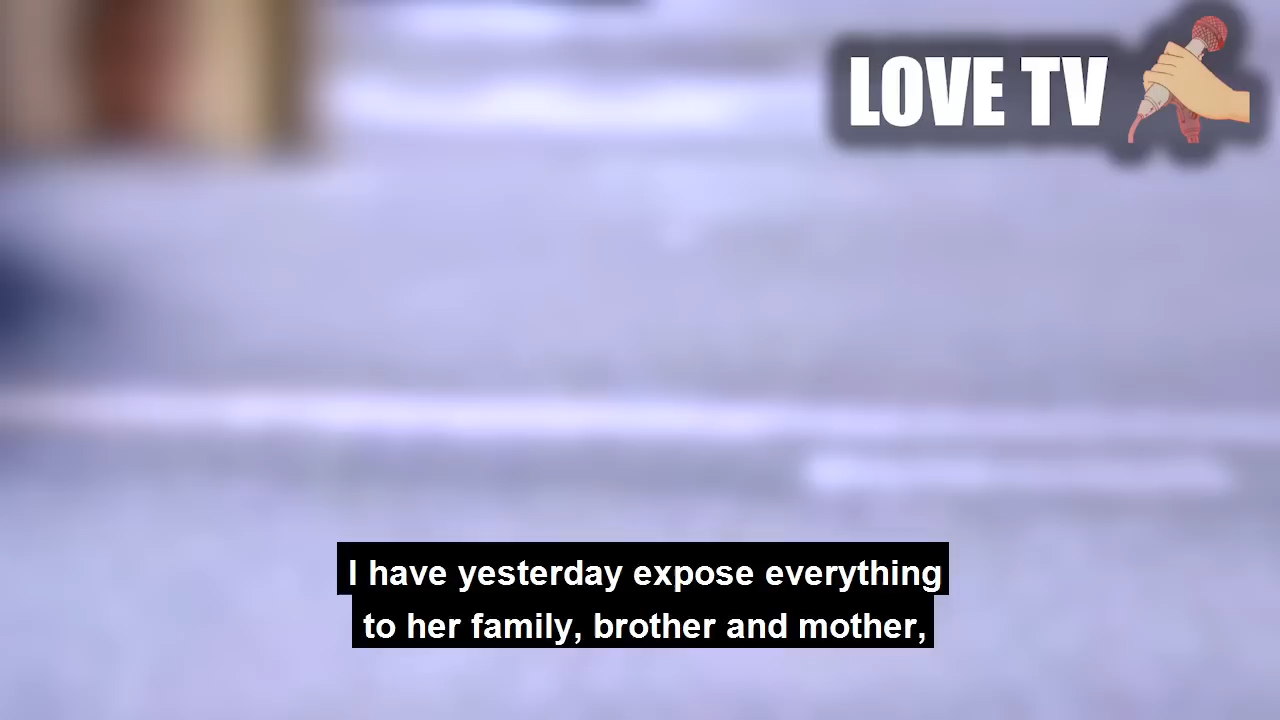 LOVE TV
I have yesterday expose everything
to her family, brother and mother,